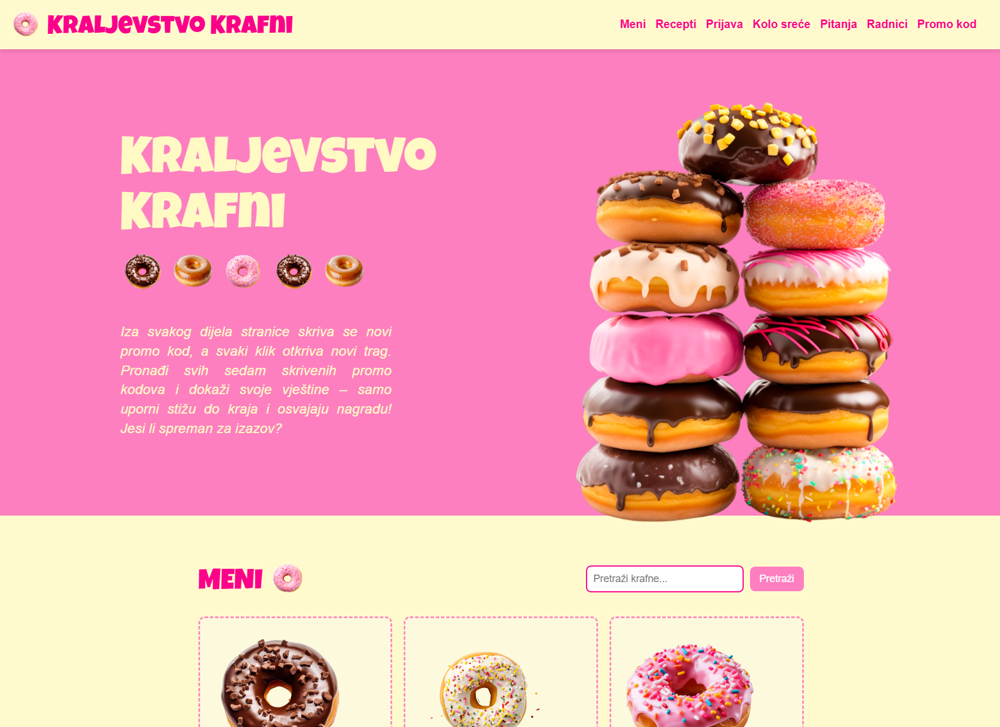 Kraljevstvo Krafni
Meni Recepti Prijava Kolo sreće Pitanja Radnici Promo kod
Kraljevstvo
Krafni
Iza svakog dijela stranice skriva se novi
promo kod, a svaki klik otkriva novi trag.
Pronađi svih sedam skrivenih promo
kodova i dokaži svoje vještine – samo
uporni stižu do kraja i osvajaju nagradu!
Jesi li spreman za izazov?
MENI
Pretraži krafne...
Pretraži